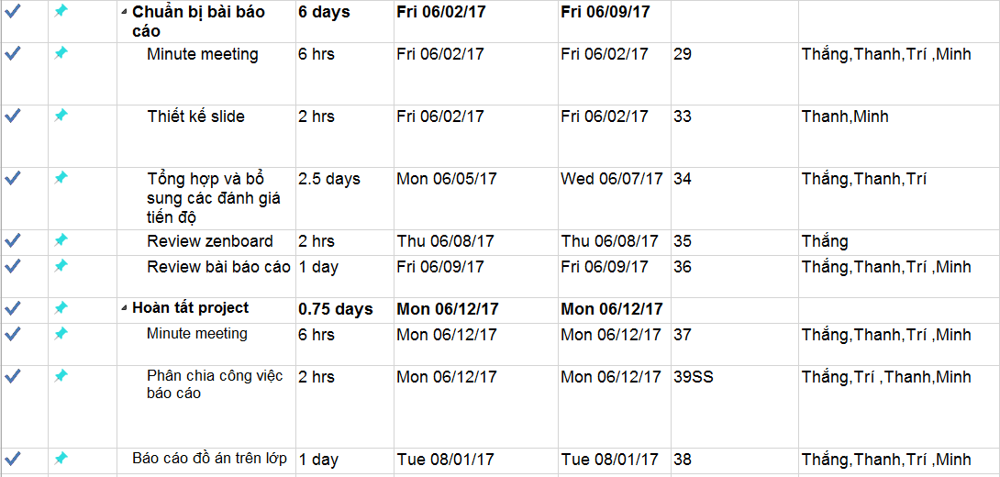 Chuẩn bị bài báo cáo 6 days Fri 06/02/17 Fri 06/09/17
Minute meeting 6 hrs Fri 06/02/17 Fri 06/02/17 29 Thắng,Thanh,Trí ,Minh
Thiết kế slide 2 hrs Fri 06/02/17 Fri 06/02/17 33 Thanh,Minh
Tổng hợp và bổ sung các đánh giá tiến độ 2.5 days Mon 06/05/17 Wed 06/07/17 34 Thắng,Thanh,Trí
Review zenboard 2 hrs Thu 06/08/17 Thu 06/08/17 35 Thắng
Review bài báo cáo 1 day Fri 06/09/17 Fri 06/09/17 36 Thắng,Thanh,Trí ,Minh
Hoàn tất project 0.75 days Mon 06/12/17 Mon 06/12/17
Minute meeting 6 hrs Mon 06/12/17 Mon 06/12/17 37 Thắng,Thanh,Trí ,Minh
Phân chia công việc báo cáo 2 hrs Mon 06/12/17 Mon 06/12/17 39SS Thắng,Trí ,Thanh,Minh
Báo cáo đồ án trên lớp 1 day Tue 08/01/17 Tue 08/01/17 38 Thắng,Thanh,Trí ,Minh